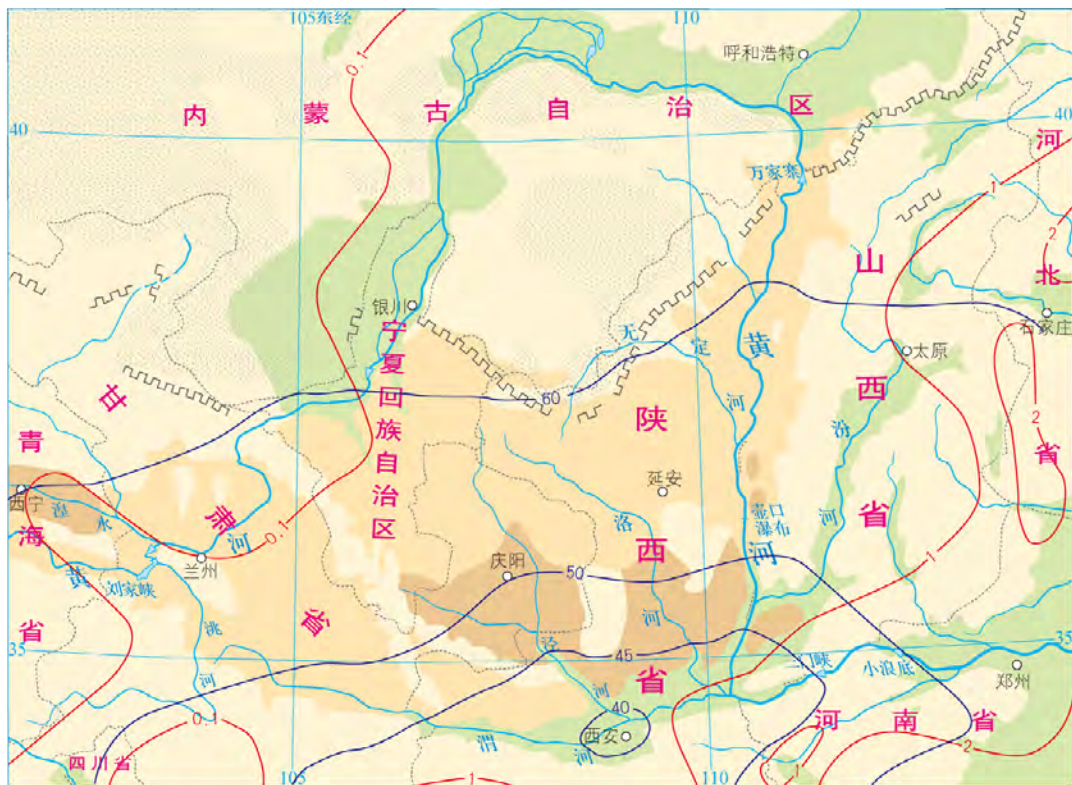 105东经
110
呼和浩特
0.1
内蒙古自治区
40
40
河北省
万家寨
1
2
山西省
银川
石家庄
宁夏回族自治区
无定河
黄河
太原
甘肃省
60
陕西省
汾河
2
青海省
延安
西宁
湟水
洛河
壶口
瀑布
河
0.1
兰州
庆阳
50
1
黄
刘家峡
洮河
泾河
35
45
35
三门峡
小浪底
郑州
40
西安
0.1
河南省
渭河
四川省
2
105
1
110
1